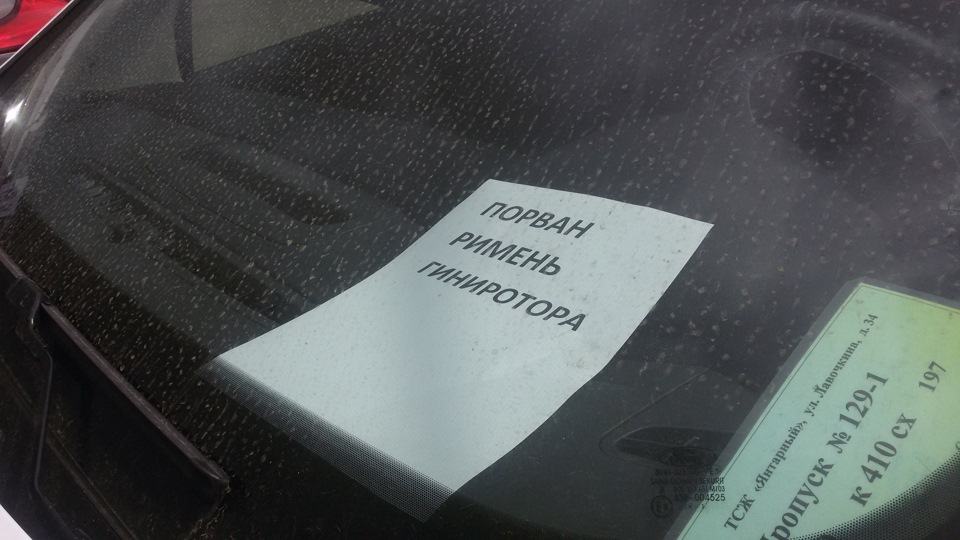 ПОРВАН
РИМЕНЬ
ГИНИРОТОРА
ТСЖ «Янтарный», ул. Лавочкина, д. 34
Пропуск № 129-1
к 410 сх 197